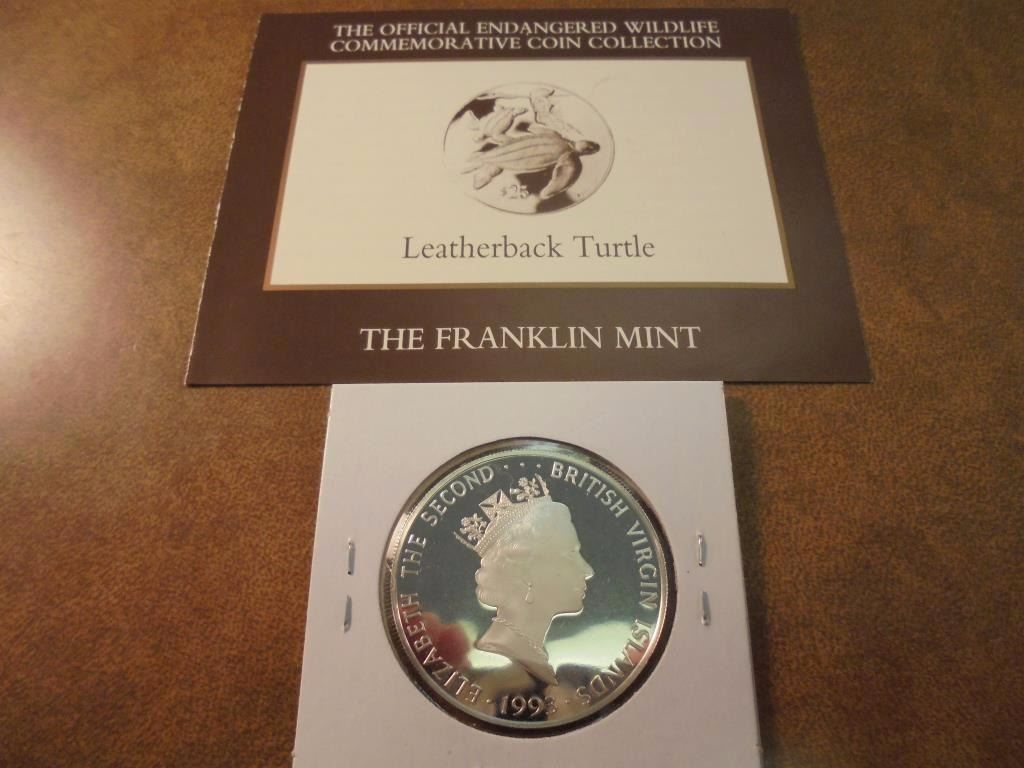 THE OFFICIAL ENDANGERED WILDLIFE
COMMEMORATIVE COIN COLLECTION
$25
Leatherback Turtle
THE FRANKLIN MINT
ELIZABETH THE SECOND · · · BRITISH VIRGIN ISLANDS ·
1993 ·